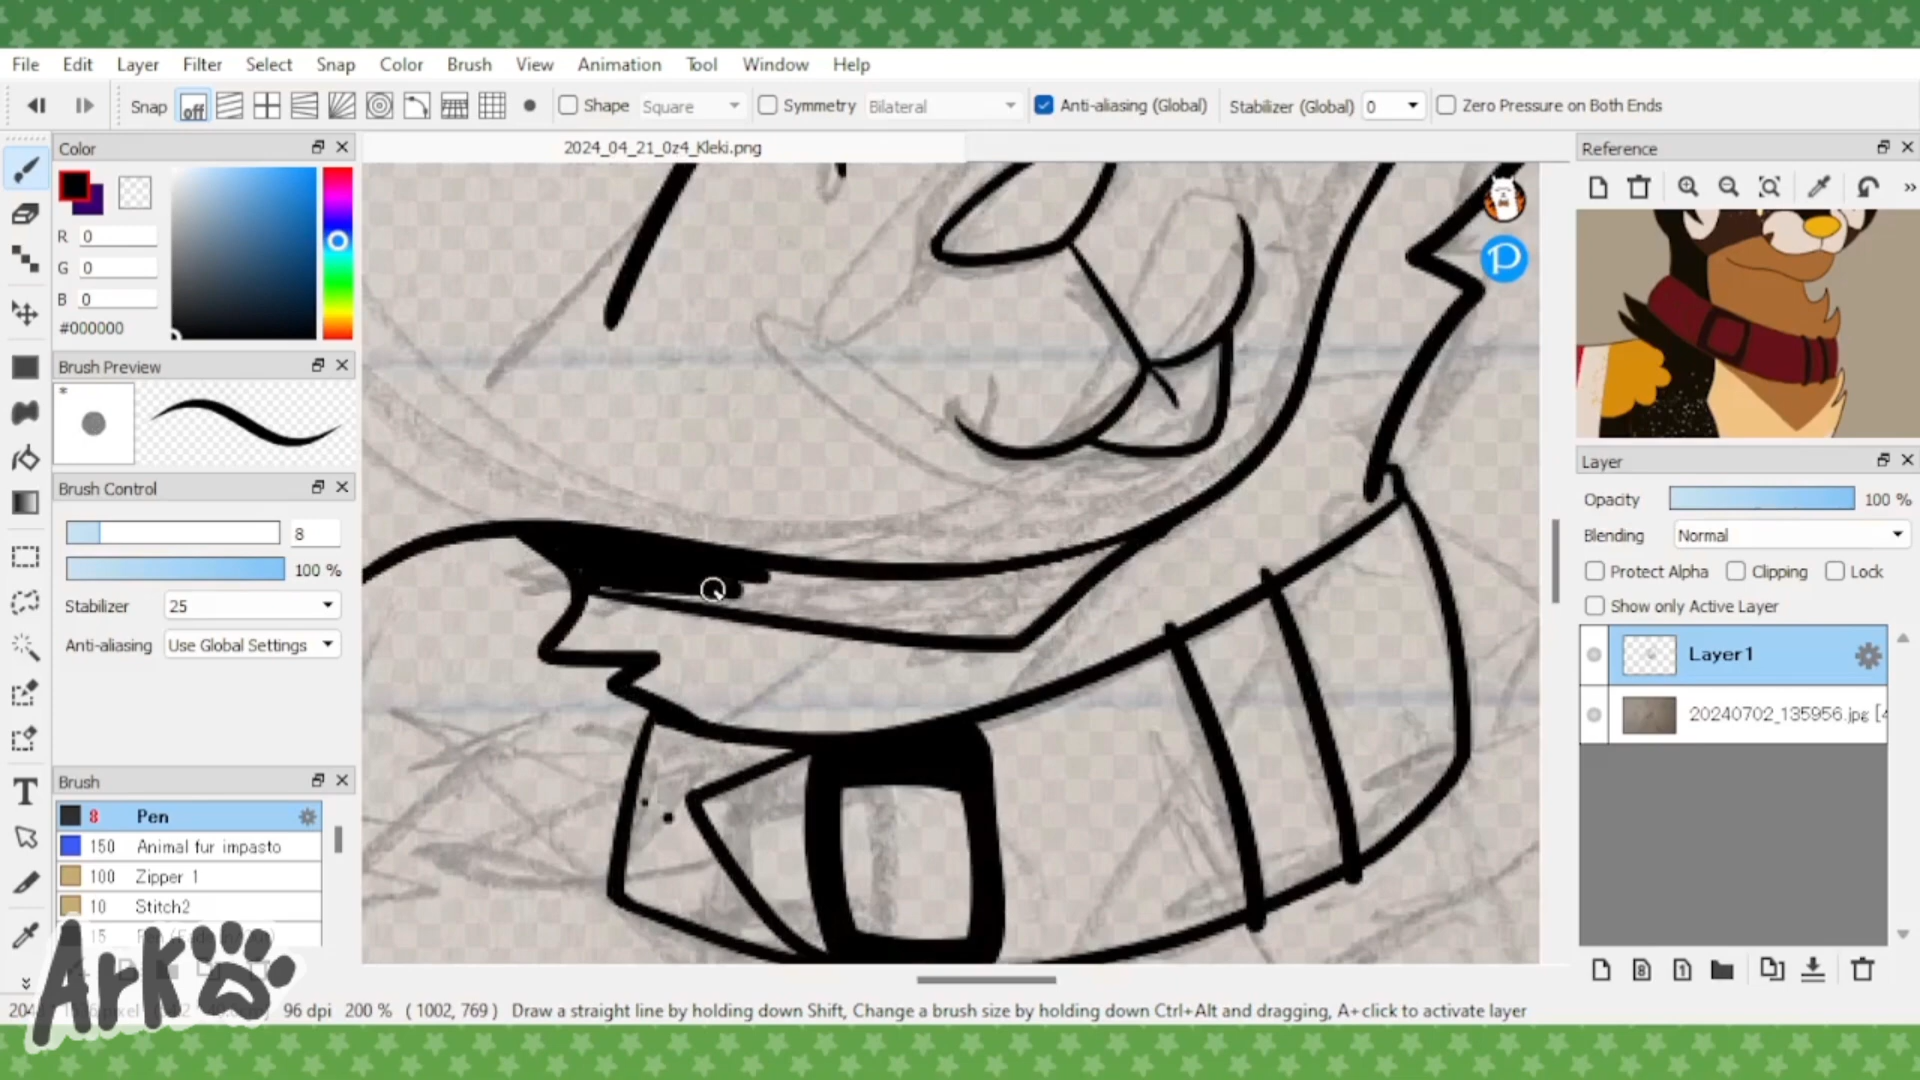 File Edit Layer Filter Select Snap Color Brush View Animation Tool Window Help
Snap off Shape Square Symmetry Bilateral Anti-aliasing (Global) Stabilizer (Global) 0 Zero Pressure on Both Ends
Color
2024_04_21_0z4_Kleki.png
Reference
R 0
G 0
B 0
#000000
Brush Preview
*
Brush Control
8
100 %
Stabilizer 25
Anti-aliasing Use Global Settings
Brush
8 Pen
150 Animal fur impasto
100 Zipper 1
10 Stitch2
15
Layer
Opacity 100 %
Blending Normal
Protect Alpha Clipping Lock
Show only Active Layer
Layer1
20240702_135956.jpg [4
T
8 1
P
Ark
96 dpi 200 % ( 1002, 769 ) Draw a straight line by holding down Shift, Change a brush size by holding down Ctrl+Alt and dragging, A+click to activate layer